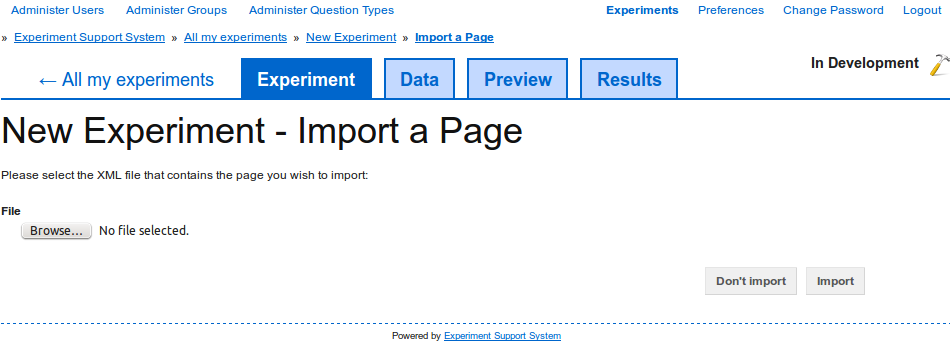 Administer Users Administer Groups Administer Question Types Experiments Preferences Change Password Logout
» Experiment Support System » All my experiments » New Experiment » Import a Page
← All my experiments Experiment Data Preview Results In Development
New Experiment - Import a Page
Please select the XML file that contains the page you wish to import:
File
Browse... No file selected.
Don't import Import
Powered by Experiment Support System